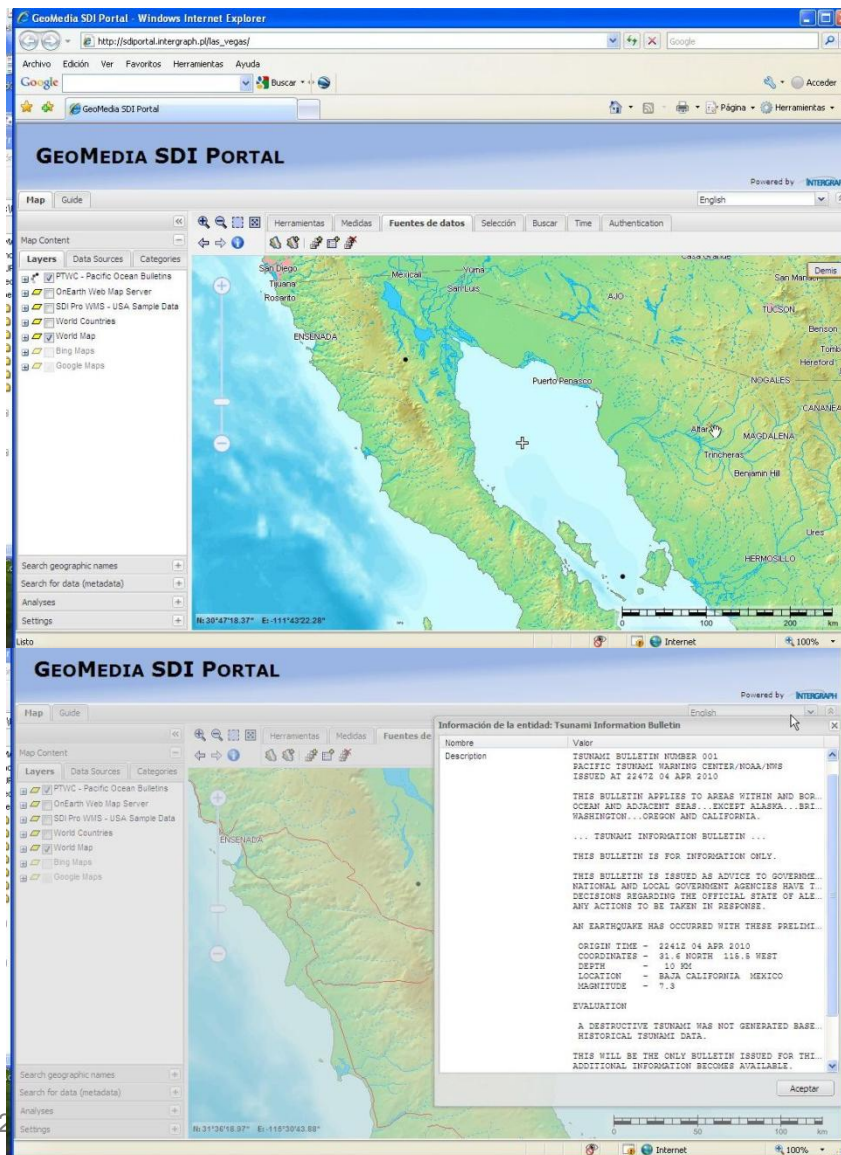 GeoMedia SDI Portal - Windows Internet Explorer
http://sdiportal.intergraph.pl/las_vegas/
Google
Archivo Edición Ver Favoritos Herramientas Ayuda
Google Buscar Acceder
GeoMedia SDI Portal Página Herramientas
GEOMEDIA SDI PORTAL
Powered by
Map Guide English
Herramientas Medidas Fuentes de datos Selección Buscar Time Authentication
Map Content
Layers Data Sources Categories
PTWC - Pacific Ocean Bulletins
OnEarth Web Map Server
SDI Pro WMS - USA Sample Data
World Countries
World Map
Bing Maps
Google Maps
Search geographic names
Search for data (metadata)
Analyses
Settings
Demis
San Diego
Tijuana
Rosarito
Mexicali
Yuma
San Luis
AJO
TUCSON
Benson
Hereford
ENSENADA
Puerto Penasco
NOGALES
CANANEA
Altar
MAGDALENA
Trincheras
Benjamin Hill
Ures
HERMOSILLO
N: 30°47'18.37" E:-111°43'22.28"
0 100 200 km
Listo Internet 100%
GEOMEDIA SDI PORTAL
Powered by INTERGRAPH
Map Guide English
Herramientas Medidas Fuentes de
Map Content
Layers Data Sources Categories
PTWC - Pacific Ocean Bulletins
OnEarth Web Map Server
SDI Pro WMS - USA Sample Data
World Countries
World Map
Bing Maps
Google Maps
Search geographic names
Search for data (metadata)
Analyses
Settings
ENSENADA
N: 31°36'18.97" E:-115°30'43.88"
Información de la entidad: Tsunami Information Bulletin
Nombre Valor
Description TSUNAMI BULLETIN NUMBER 001
PACIFIC TSUNAMI WARNING CENTER/NOAA/NWS
ISSUED AT 2247Z 04 APR 2010
THIS BULLETIN APPLIES TO AREAS WITHIN AND BOR...
OCEAN AND ADJACENT SEAS...EXCEPT ALASKA...BRI...
WASHINGTON...OREGON AND CALIFORNIA.
... TSUNAMI INFORMATION BULLETIN ...
THIS BULLETIN IS FOR INFORMATION ONLY.
THIS BULLETIN IS ISSUED AS ADVICE TO GOVERNME...
NATIONAL AND LOCAL GOVERNMENT AGENCIES HAVE T...
DECISIONS REGARDING THE OFFICIAL STATE OF ALE...
ANY ACTIONS TO BE TAKEN IN RESPONSE.
AN EARTHQUAKE HAS OCCURRED WITH THESE PRELIMI...
ORIGIN TIME - 2241Z 04 APR 2010
COORDINATES - 31.6 NORTH 115.5 WEST
DEPTH - 10 KM
LOCATION - BAJA CALIFORNIA MEXICO
MAGNITUDE - 7.3
EVALUATION
A DESTRUCTIVE TSUNAMI WAS NOT GENERATED BASE...
HISTORICAL TSUNAMI DATA.
THIS WILL BE THE ONLY BULLETIN ISSUED FOR THI...
ADDITIONAL INFORMATION BECOMES AVAILABLE.
Aceptar
0 50 100 km
Internet 100%